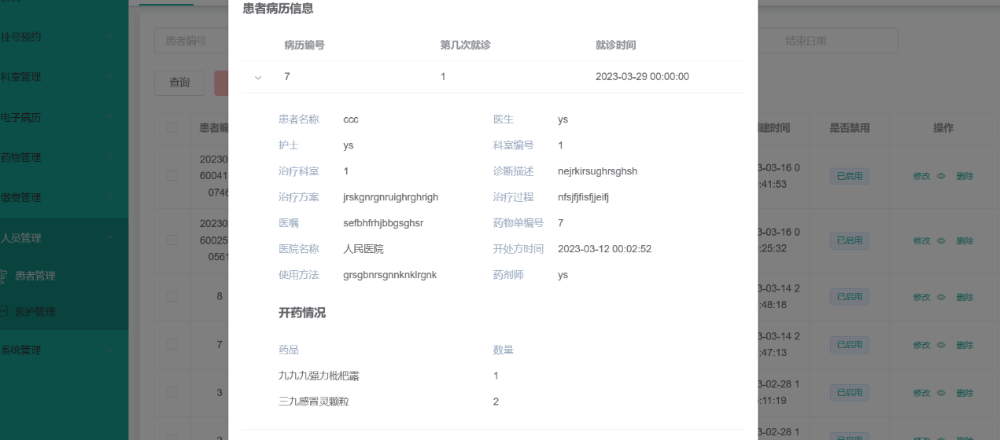 患者病历信息
病历编号 第几次就诊 就诊时间
7 1 2023-03-29 00:00:00
患者名称 ccc 医生 ys
护士 ys 科室编号 1
治疗科室 1 诊断描述 nejrkirsughrsghsh
治疗方案 jrskgnrgnruighrghrigh 治疗过程 nfsjfjfisfjjeifj
医嘱 sefbhfrhjbbgsghsr 药物单编号 7
医院名称 人民医院 开处方时间 2023-03-12 00:02:52
使用方法 grsgbnrsgnnknklrgnk 药剂师 ys
开药情况
药品 数量
九九九强力枇杷露 1
三九感冒灵颗粒 2
挂号预约
科室管理
电子病历
药物管理
缴费管理
人员管理
患者管理
医护管理
系统管理
患者编号 结束日期
查询
患者编 建时间 是否禁用 操作
20230 3-03-16 0
60041 :41:53 已启用 修改 删除
0746
20230 3-03-16 0
60025 :25:32 已启用 修改 删除
0561
8 3-03-14 2
:48:18 已启用 修改 删除
7 3-03-14 2
:47:13 已启用 修改 删除
3 3-02-28 1
:11:19 已启用 修改 删除
3-02-28 1
已启用 修改 删除